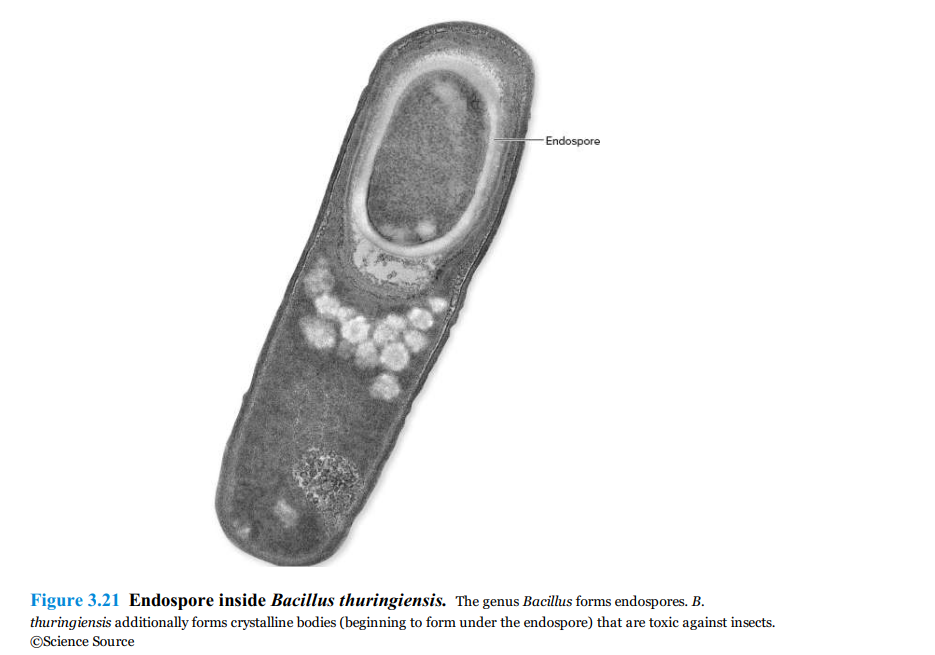 Endospore
Figure 3.21 Endospore inside Bacillus thuringiensis. The genus Bacillus forms endospores. B.
thuringiensis additionally forms crystalline bodies (beginning to form under the endospore) that are toxic against insects.
©Science Source